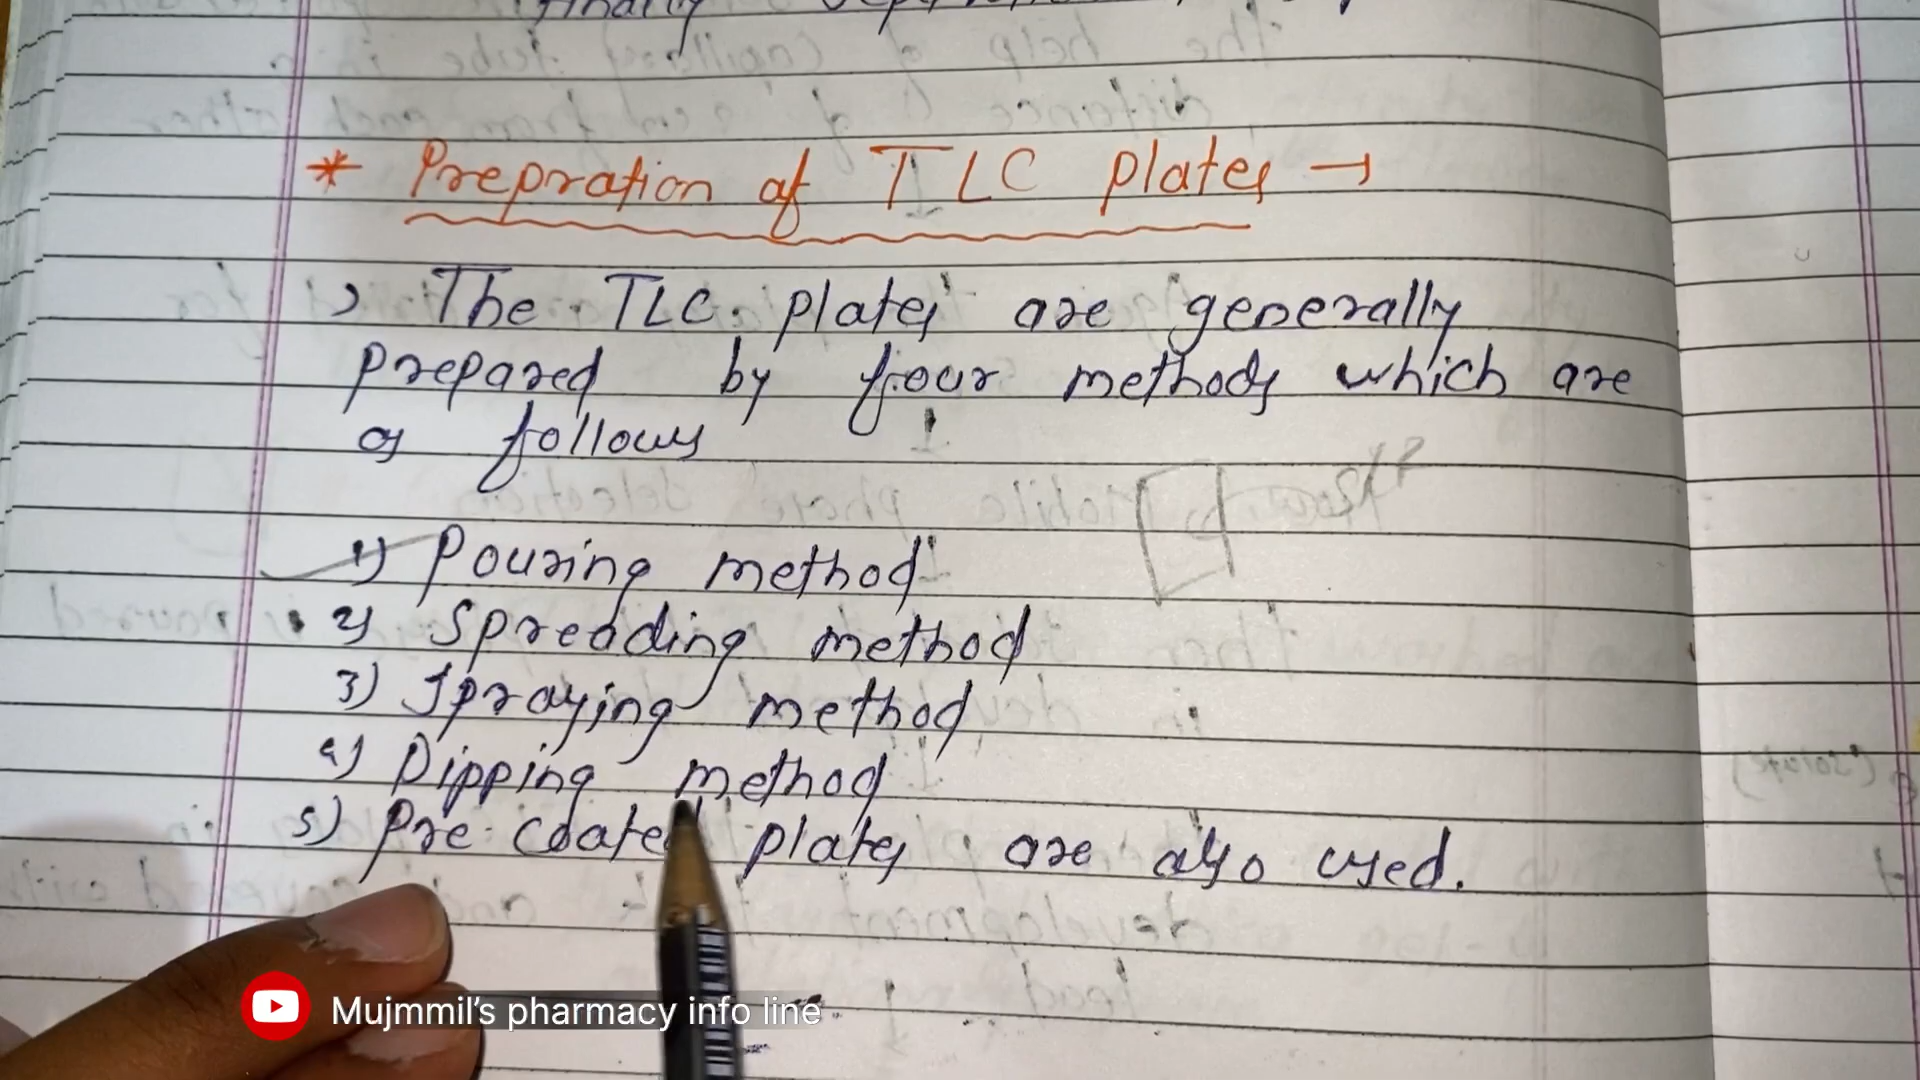 * Prepration of TLC plates →
The TLC plates are generally
prepared by four methods which are
as follows
1) Pouring method
2) Spreading method
3) Spraying method
4) Dipping method
5) Pre-coated plates are also used.
Mujmmil's pharmacy info line